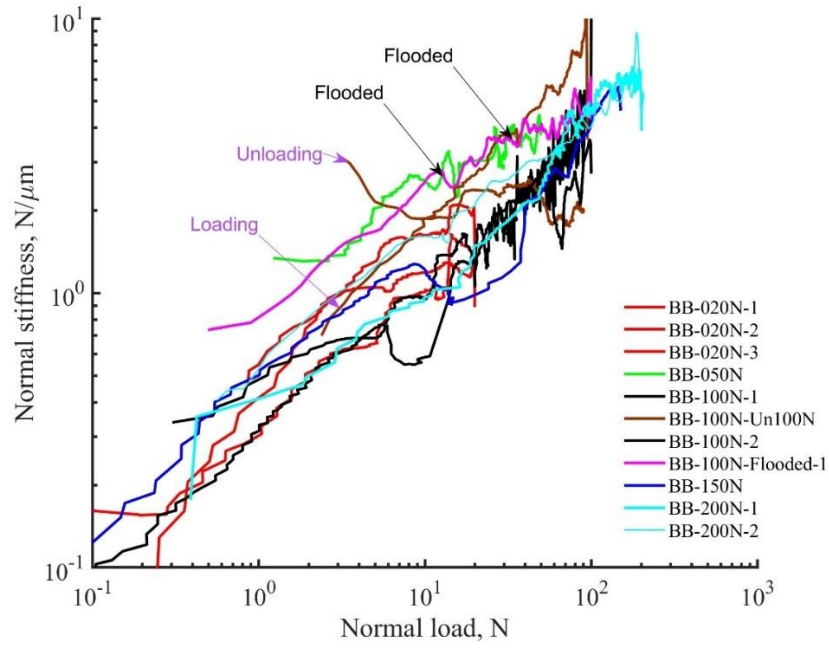 10^1
Flooded
Flooded
Unloading
Loading
Normal stiffness, N/μm
10^0
BB-020N-1
BB-020N-2
BB-020N-3
BB-050N
BB-100N-1
BB-100N-Un100N
BB-100N-2
BB-100N-Flooded-1
BB-150N
BB-200N-1
BB-200N-2
10^-1
10^-1 10^0 10^1 10^2 10^3
Normal load, N